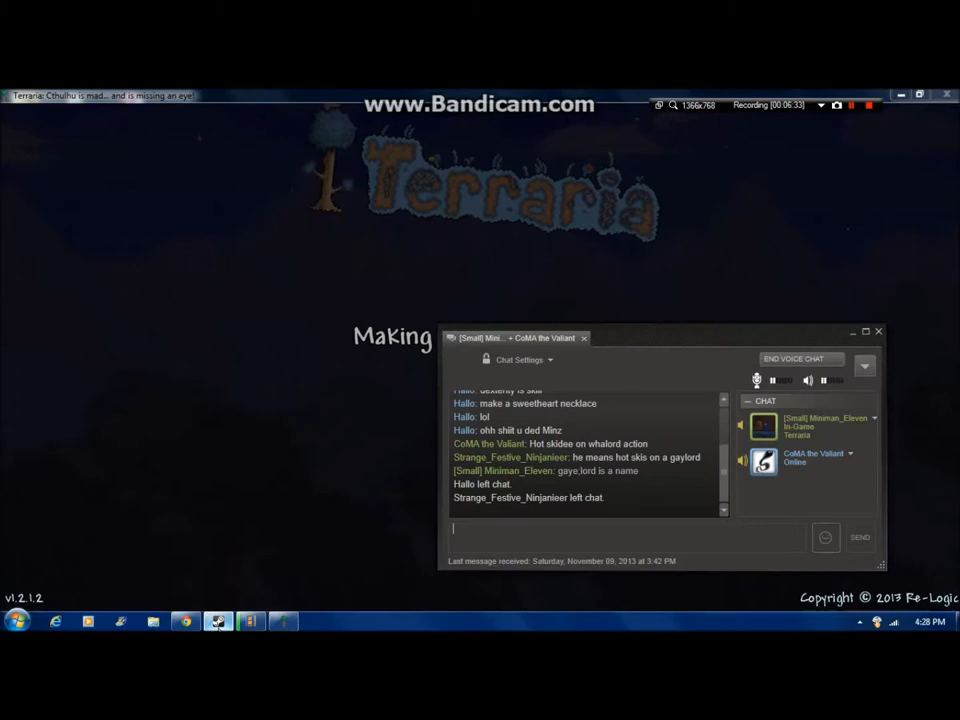 Terraria: Cthulhu is mad... and is missing an eye!
www.Bandicam.com
1366x768
Recording [00:06:33]
Terraria
Making
[Small] Mini... + CoMA the Valiant
Chat Settings
END VOICE CHAT
CHAT
[Small] Miniman_Eleven
In-Game
Terraria
CoMA the Valiant
Online
Hallo: dexterity is skill
Hallo: make a sweetheart necklace
Hallo: lol
Hallo: ohh shiit u ded Minz
CoMA the Valiant: Hot skidee on whalord action
Strange_Festive_Ninjanieer: he means hot skis on a gaylord
[Small] Miniman_Eleven: gaye;lord is a name
Hallo left chat.
Strange_Festive_Ninjanieer left chat.
SEND
Last message received: Saturday, November 09, 2013 at 3:42 PM
v1.2.1.2
Copyright © 2013 Re-Logic
4:28 PM